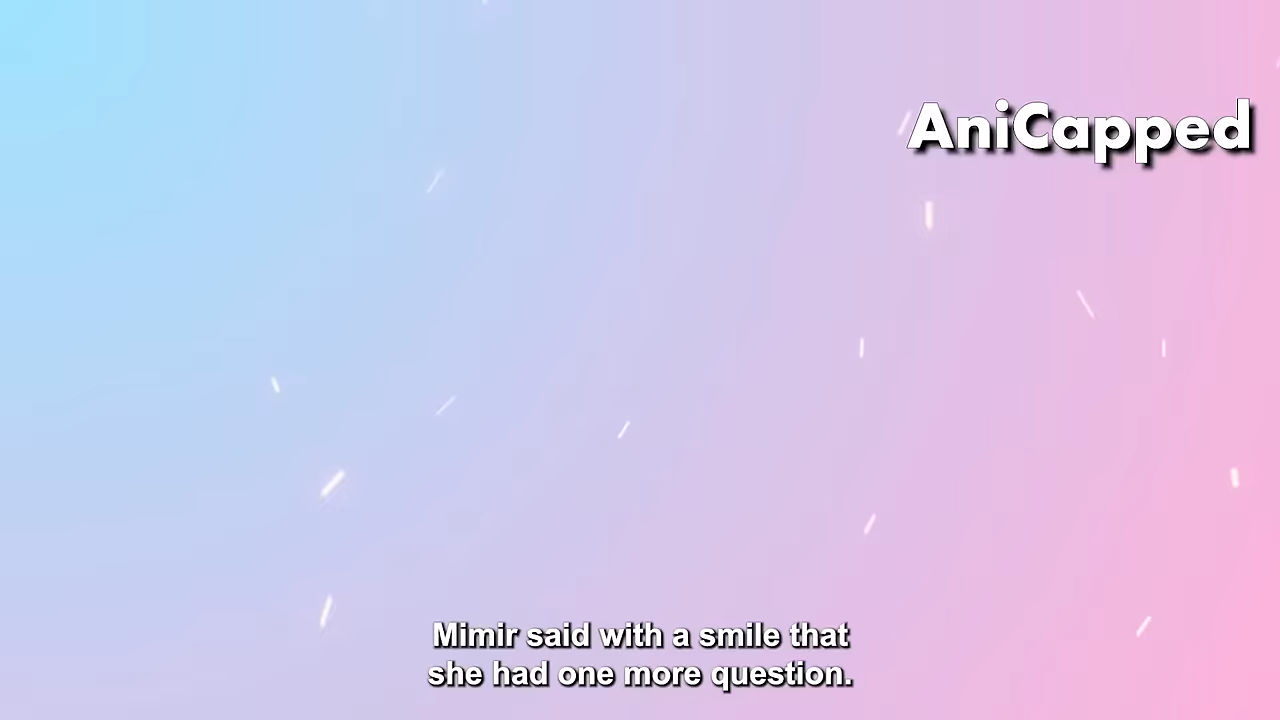 AniCapped
Mimir said with a smile that
she had one more question.